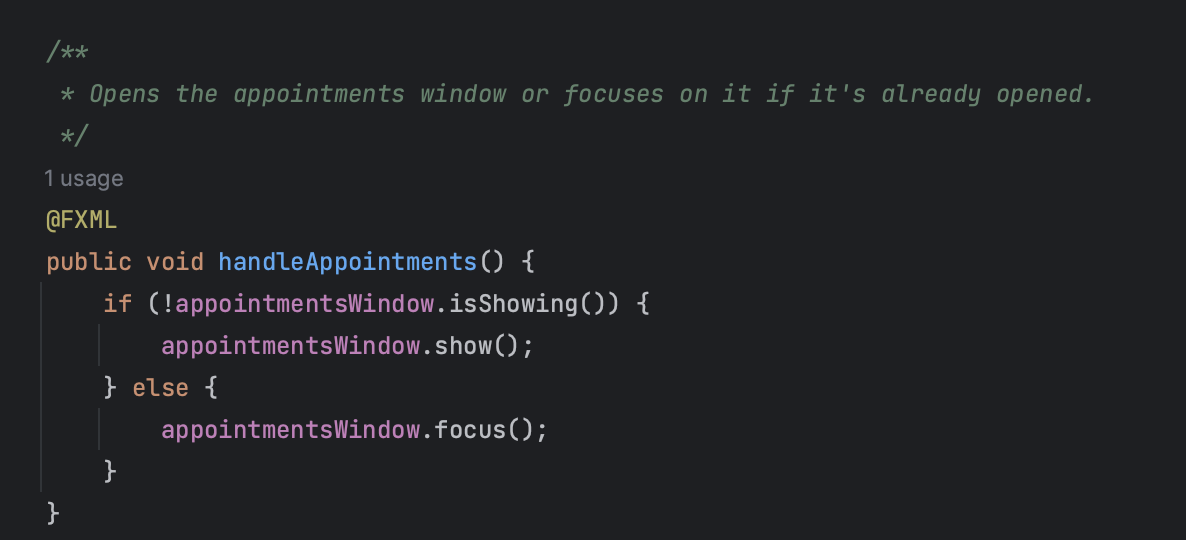 /**
 * Opens the appointments window or focuses on it if it's already opened.
 */
1 usage
@FXML
public void handleAppointments() {
    if (!appointmentsWindow.isShowing()) {
        appointmentsWindow.show();
    } else {
        appointmentsWindow.focus();
    }
}